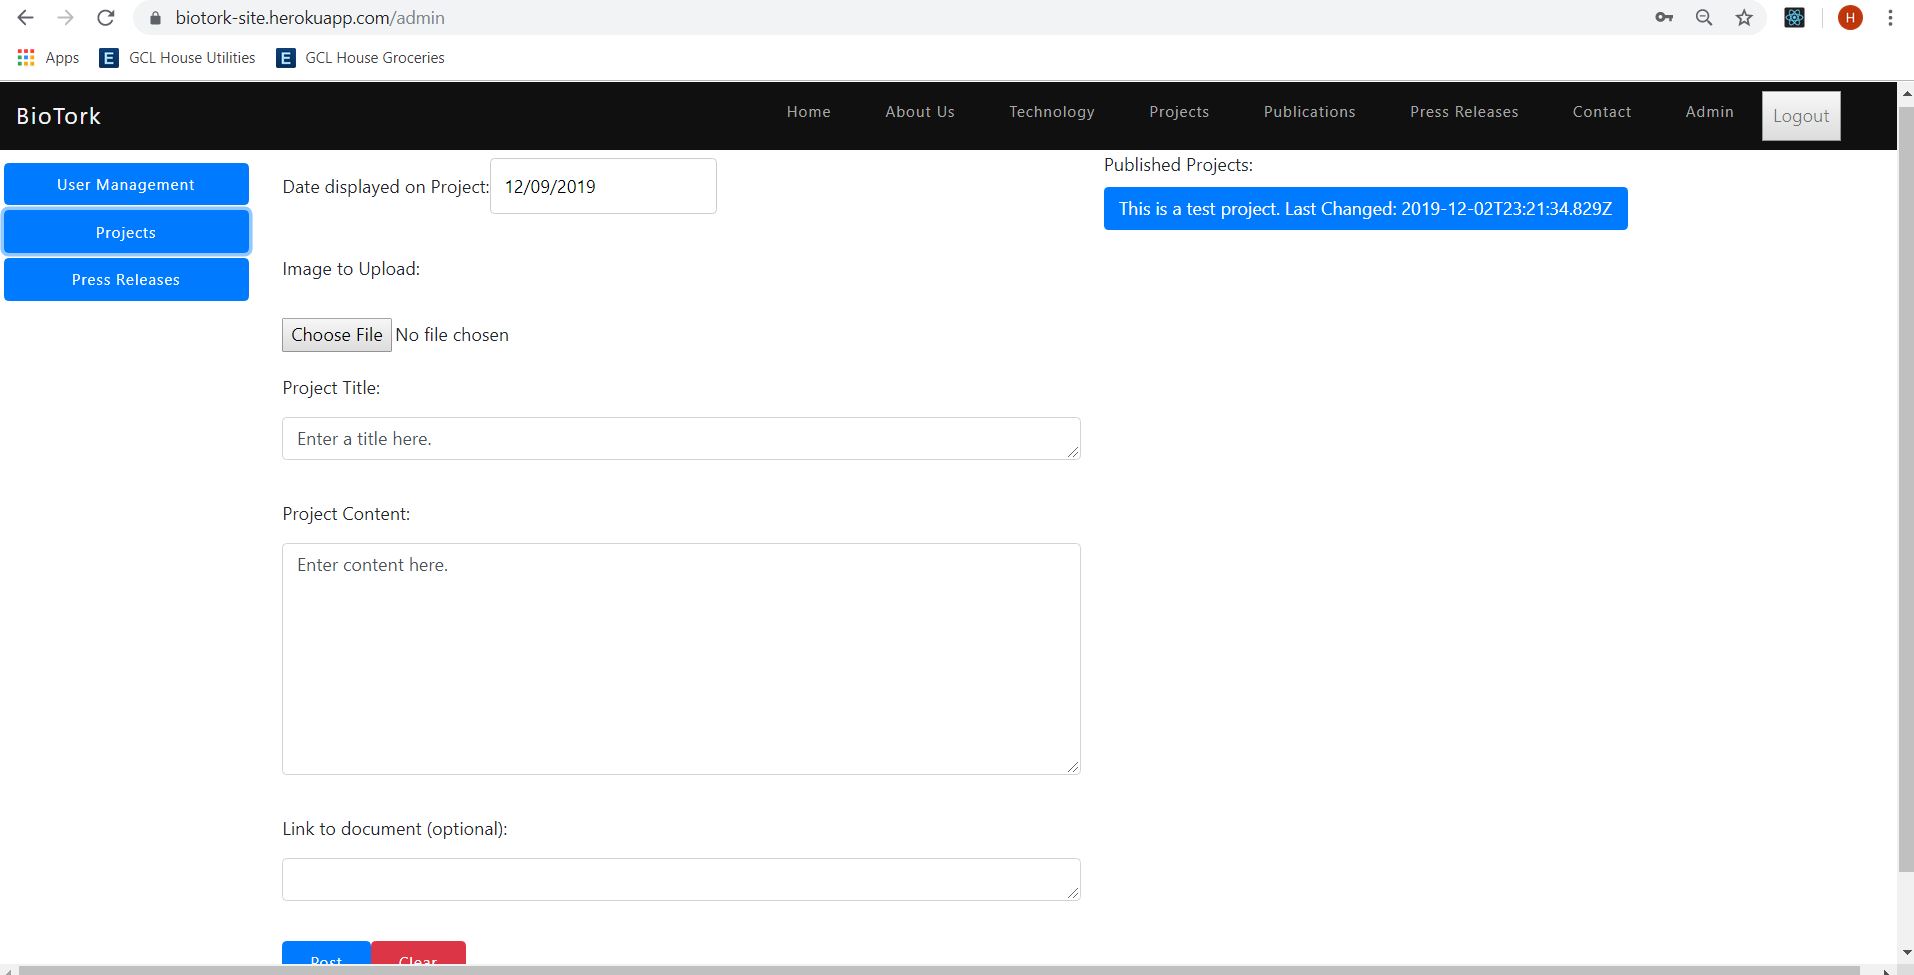 biotork-site.herokuapp.com/admin
H
Apps E GCL House Utilities E GCL House Groceries
BioTork Home About Us Technology Projects Publications Press Releases Contact Admin Logout
User Management
Projects
Press Releases
Date displayed on Project: 12/09/2019
Image to Upload:
Choose File No file chosen
Project Title:
Enter a title here.
Project Content:
Enter content here.
Link to document (optional):
Post Clear
Published Projects:
This is a test project. Last Changed: 2019-12-02T23:21:34.829Z